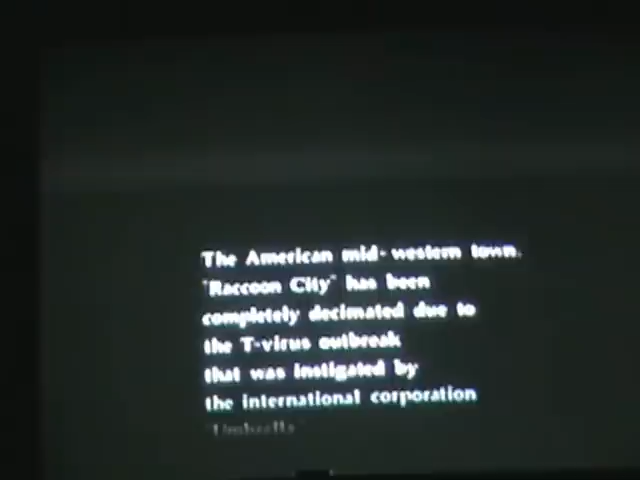 The American mid-western town.
"Raccoon City" has been
completely decimated due to
the T-virus outbreak
that was instigated by
the international corporation
"Umbrella"